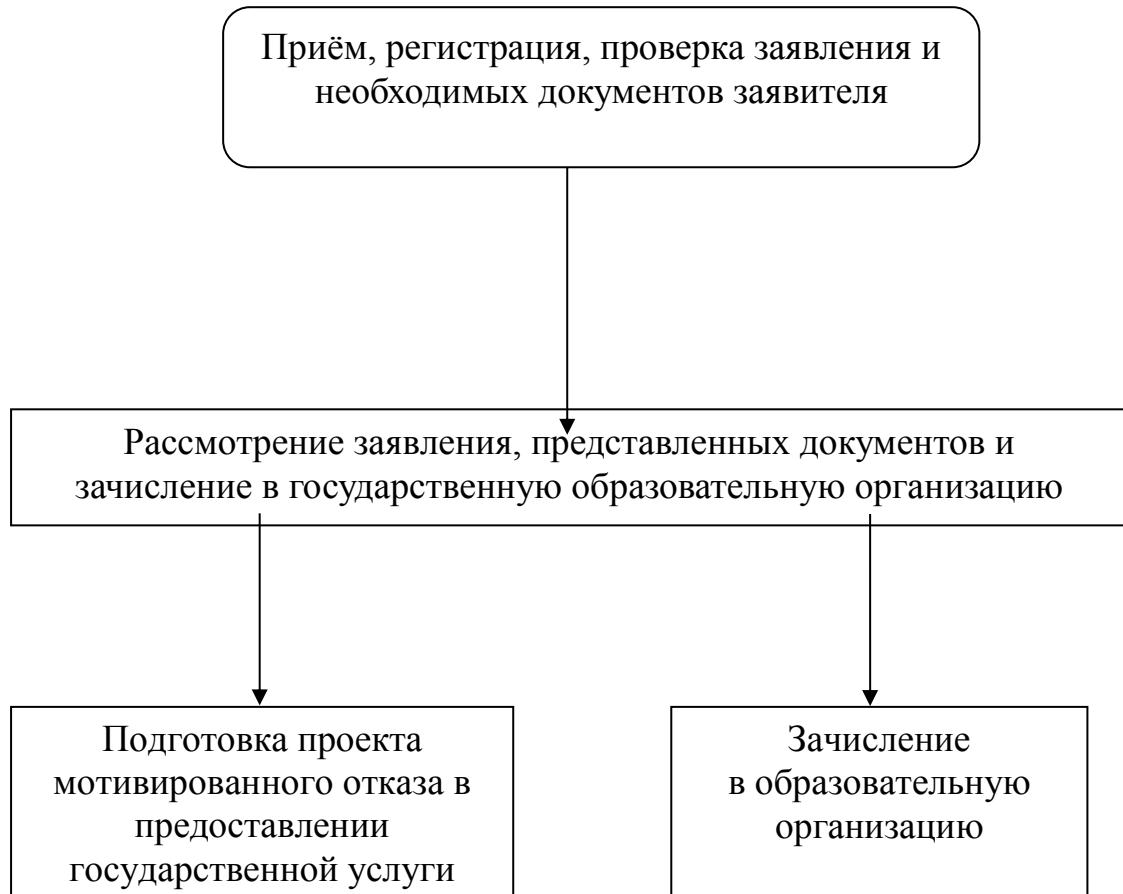 Приём, регистрация, проверка заявления и
необходимых документов заявителя
Рассмотрение заявления, представленных документов и
зачисление в государственную образовательную организацию
Подготовка проекта
мотивированного отказа в
предоставлении
государственной услуги
Зачисление
в образовательную
организацию